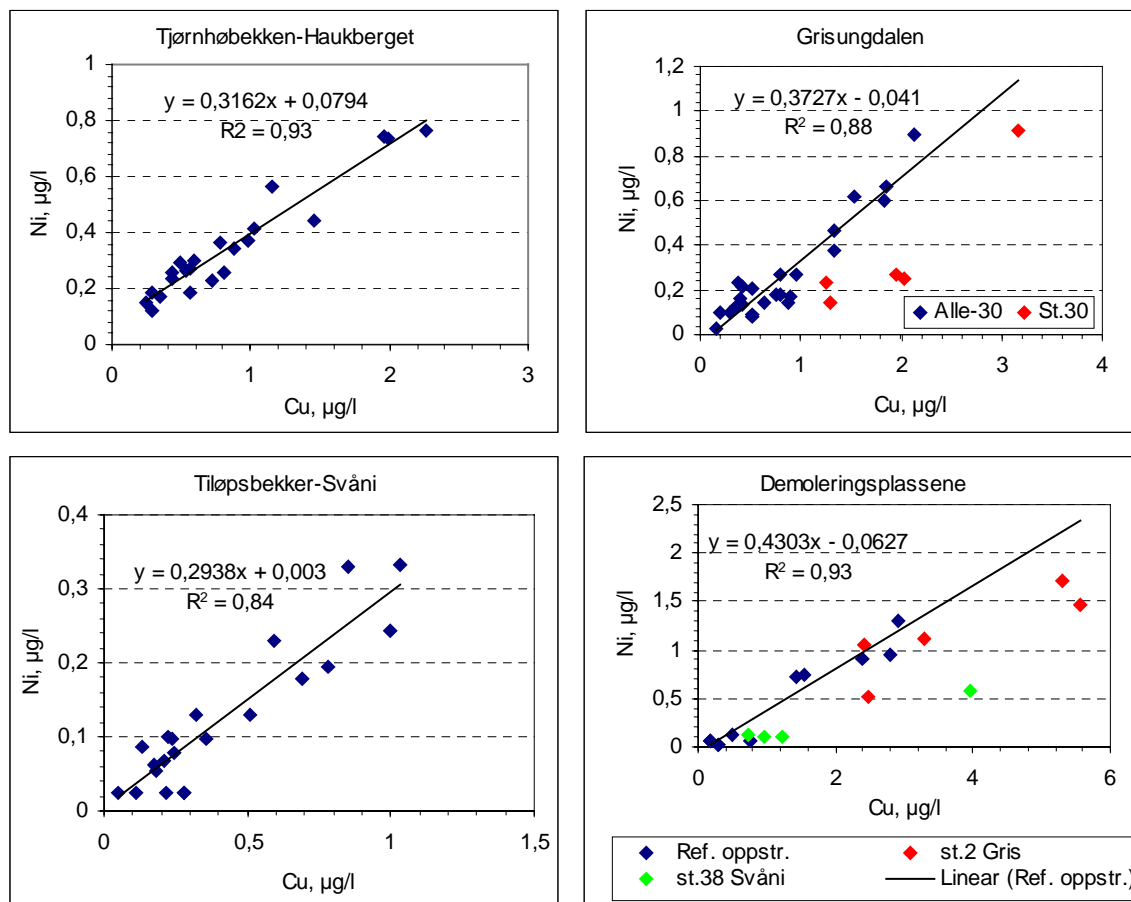 Tjørnhøbekken-Haukberget
y = 0,3162x + 0,0794
R2 = 0,93
1
0,8
0,6
0,4
0,2
0
Ni, µg/l
0 1 2 3
Cu, µg/l
Grisungdalen
y = 0,3727x - 0,041
R² = 0,88
1,2
1
0,8
0,6
0,4
0,2
0
Ni, µg/l
Alle-30 St.30
0 1 2 3 4
Cu, µg/l
Tiløpsbekker-Svåni
y = 0,2938x + 0,003
R² = 0,84
0,4
0,3
0,2
0,1
0
Ni, µg/l
0 0,5 1 1,5
Cu, µg/l
Demoleringsplassene
y = 0,4303x - 0,0627
R² = 0,93
2,5
2
1,5
1
0,5
0
Ni, µg/l
0 2 4 6
Cu, µg/l
Ref. oppstr. st.2 Gris
st.38 Svåni Linear (Ref. oppstr.)